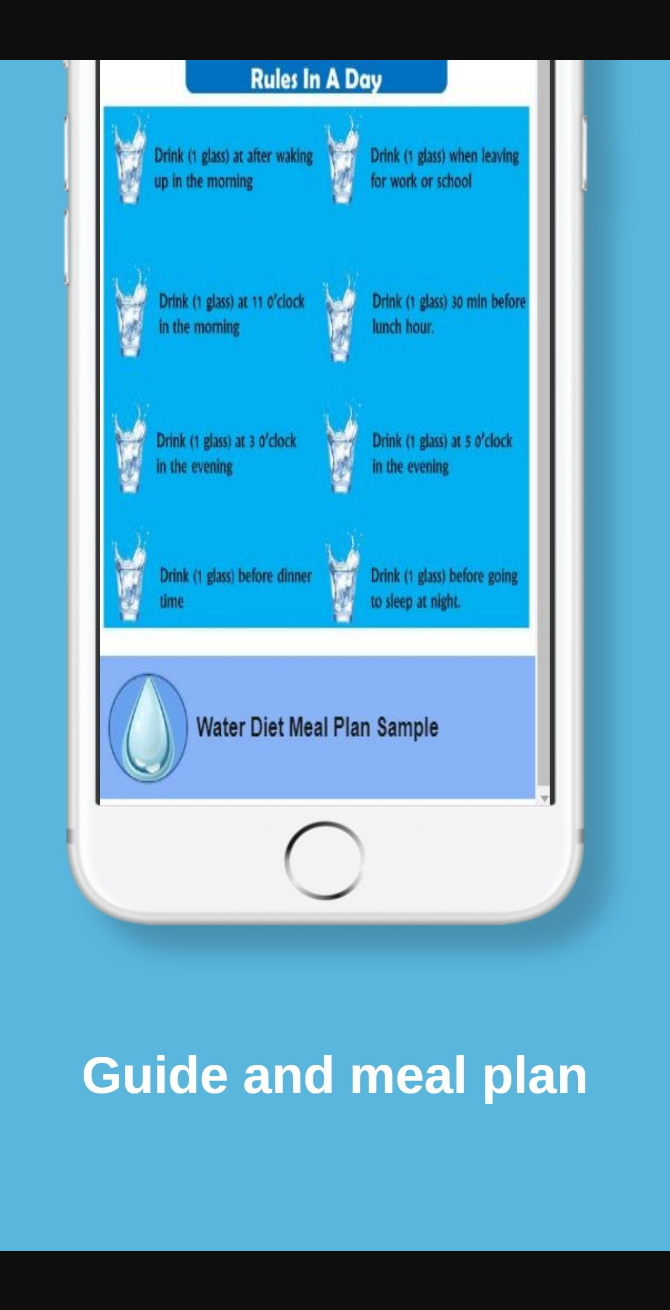 Rules In A Day
Drink (1 glass) at after waking
up in the morning
Drink (1 glass) when leaving
for work or school
Drink (1 glass) at 11 o'clock
in the morning
Drink (1 glass) 30 min before
lunch hour.
Drink (1 glass) at 3 o'clock
in the evening
Drink (1 glass) at 5 o'clock
in the evening
Drink (1 glass) before dinner
time
Drink (1 glass) before going
to sleep at night.
Water Diet Meal Plan Sample
Guide and meal plan